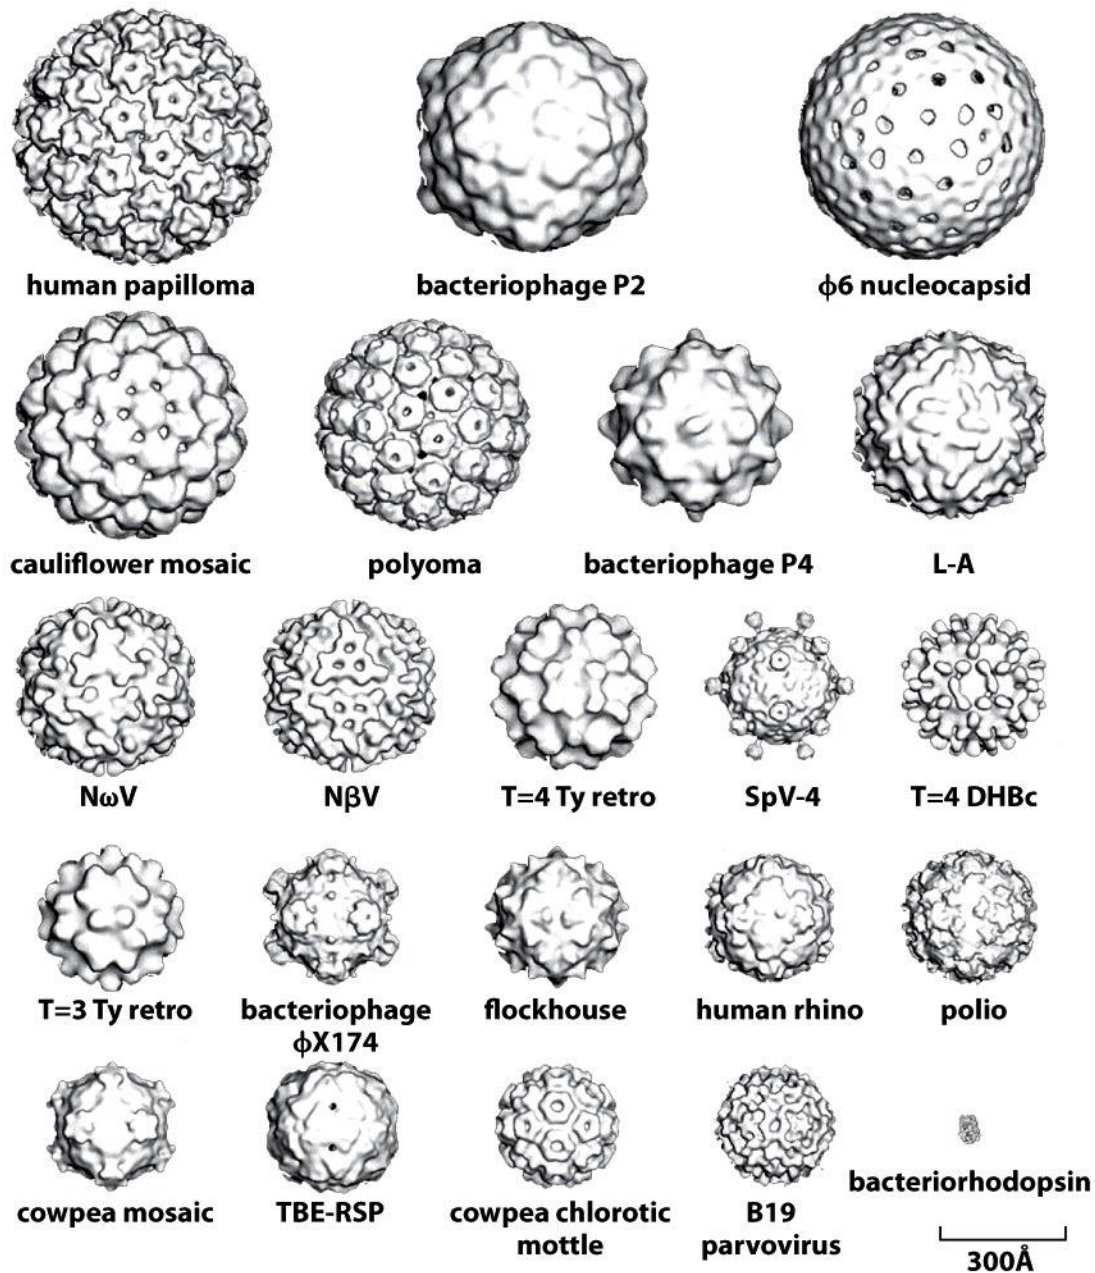 human papilloma
bacteriophage P2
ϕ6 nucleocapsid
cauliflower mosaic
polyoma
bacteriophage P4
L-A
NωV
NβV
T=4 Ty retro
SpV-4
T=4 DHBc
T=3 Ty retro
bacteriophage
ϕX174
flockhouse
human rhino
polio
cowpea mosaic
TBE-RSP
cowpea chlorotic
mottle
B19
parvovirus
bacteriorhodopsin
300Å